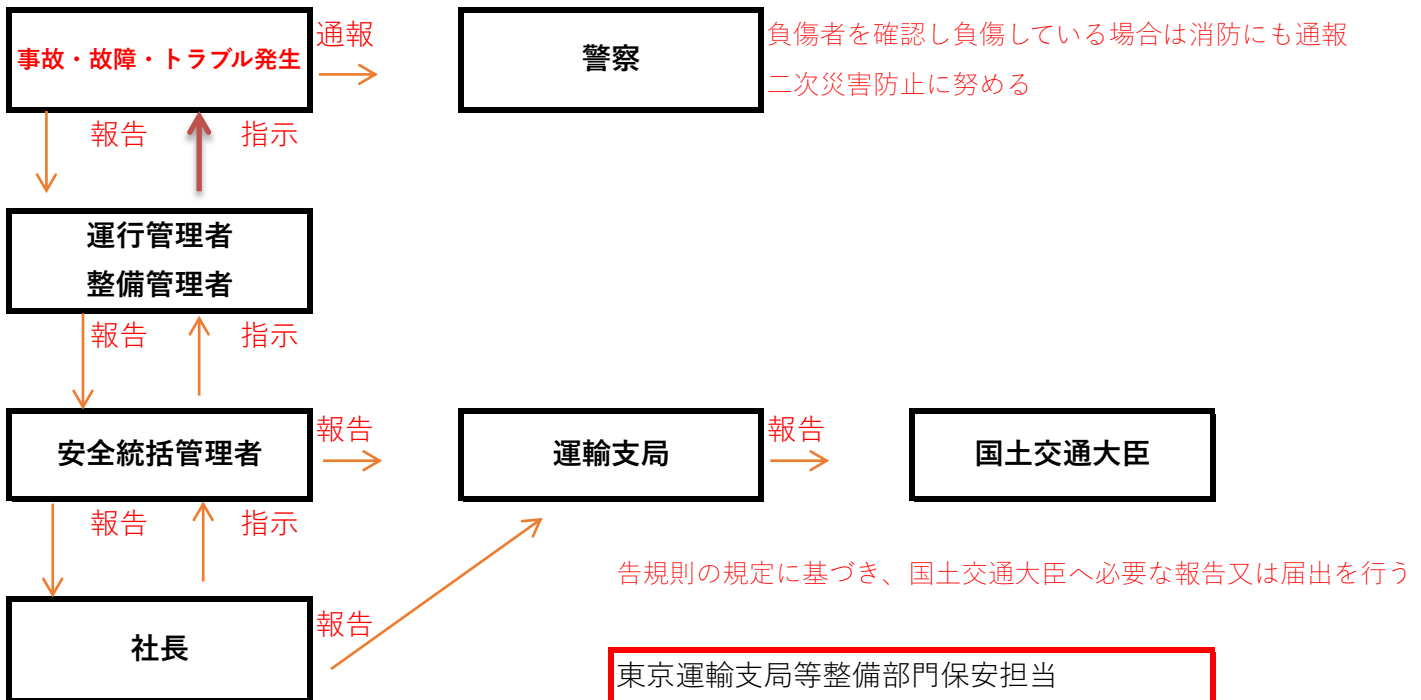 事故・故障・トラブル発生
通報
警察
負傷者を確認し負傷している場合は消防にも通報
二次災害防止に努める
報告
指示
運行管理者
整備管理者
報告
指示
安全統括管理者
報告
運輸支局
報告
国土交通大臣
報告
指示
告規則の規定に基づき、国土交通大臣へ必要な報告又は届出を行う
社長
報告
東京運輸支局等整備部門保安担当